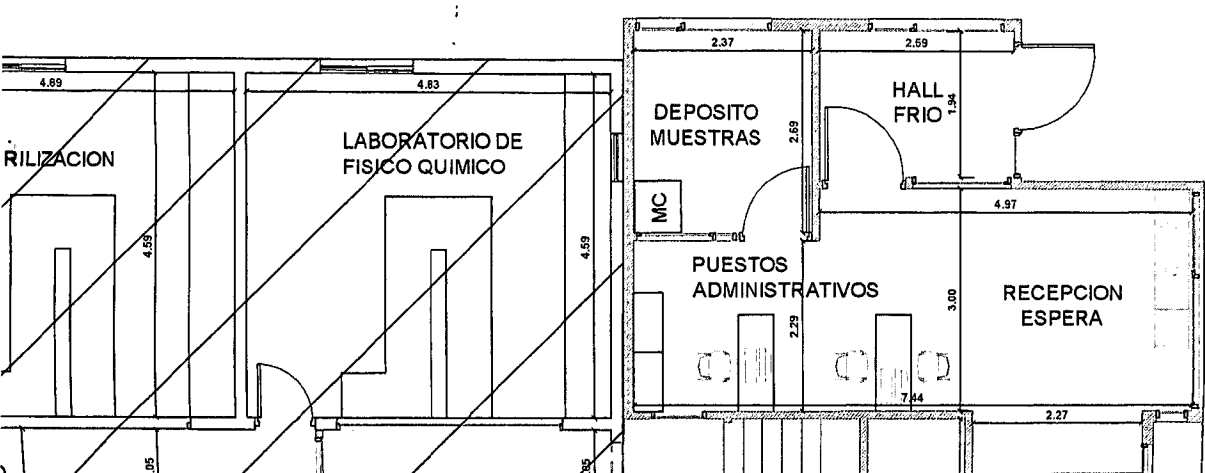 2.37
2.59
4.89
4.83
HALL
FRIO
1.94
DEPOSITO
MUESTRAS
2.69
RILIZACION
LABORATORIO DE
FISICO QUIMICO
MC
4.97
4.59
4.59
PUESTOS
ADMINISTRATIVOS
2.29
3.00
RECEPCION
ESPERA
7.44
2.27
.05